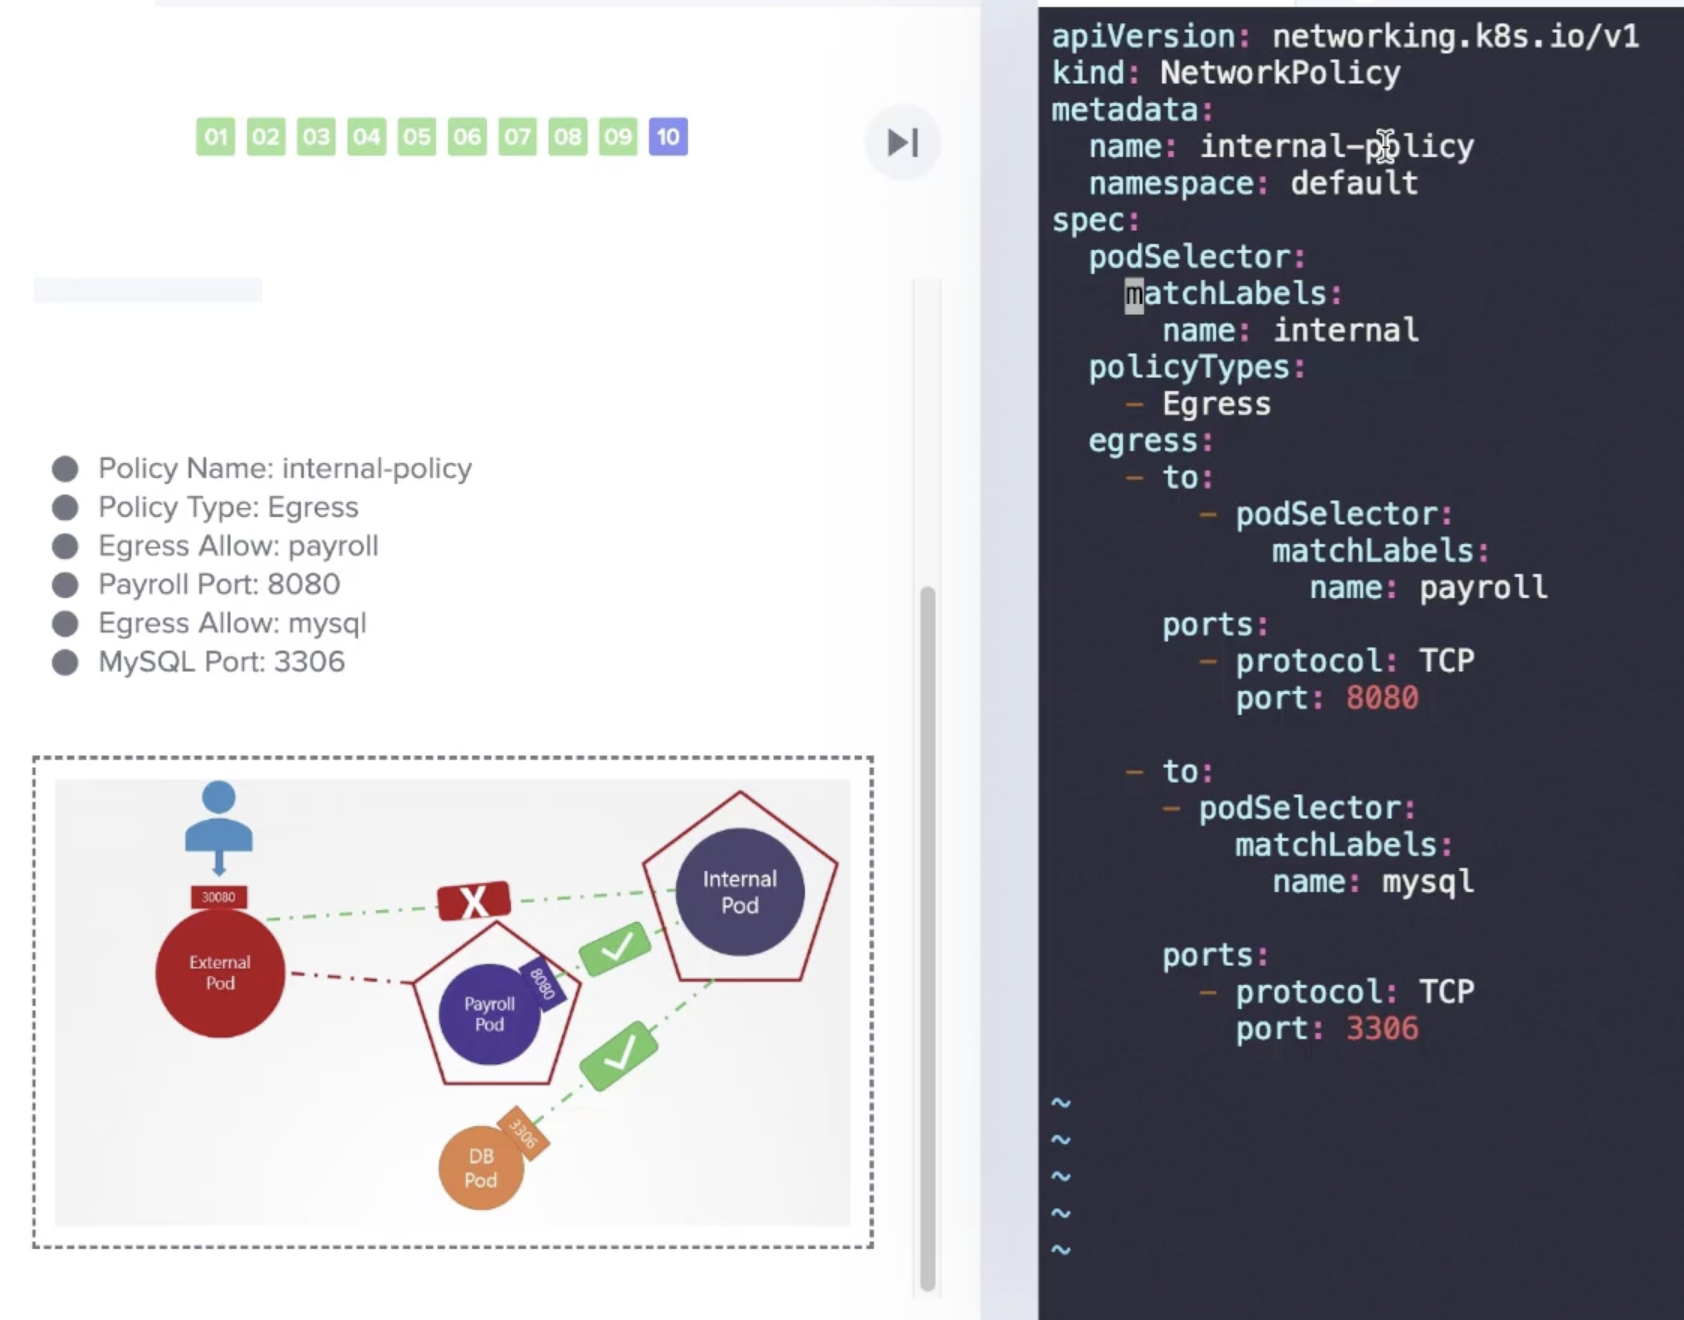 01 02 03 04 05 06 07 08 09 10
Policy Name: internal-policy
Policy Type: Egress
Egress Allow: payroll
Payroll Port: 8080
Egress Allow: mysql
MySQL Port: 3306
30080
X
External
Pod
Internal
Pod
8080
Payroll
Pod
3306
DB
Pod
apiVersion: networking.k8s.io/v1
kind: NetworkPolicy
metadata:
  name: internal-policy
  namespace: default
spec:
  podSelector:
    matchLabels:
      name: internal
  policyTypes:
    - Egress
  egress:
    - to:
        - podSelector:
            matchLabels:
              name: payroll
      ports:
        - protocol: TCP
          port: 8080
    - to:
      - podSelector:
          matchLabels:
            name: mysql
      ports:
        - protocol: TCP
          port: 3306
~
~
~
~
~